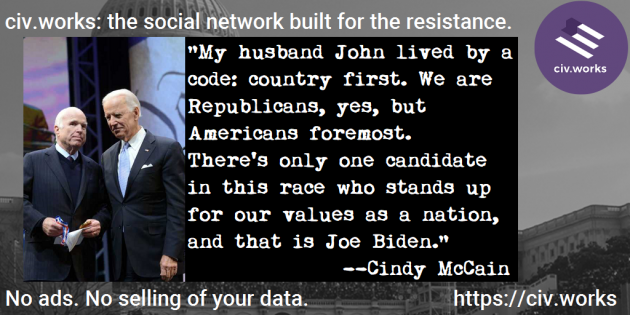 civ.works: the social network built for the resistance.
civ.works
"My husband John lived by a
code: country first. We are
Republicans, yes, but
Americans foremost.
There's only one candidate
in this race who stands up
for our values as a nation,
and that is Joe Biden."
--Cindy McCain
No ads. No selling of your data.
https://civ.works